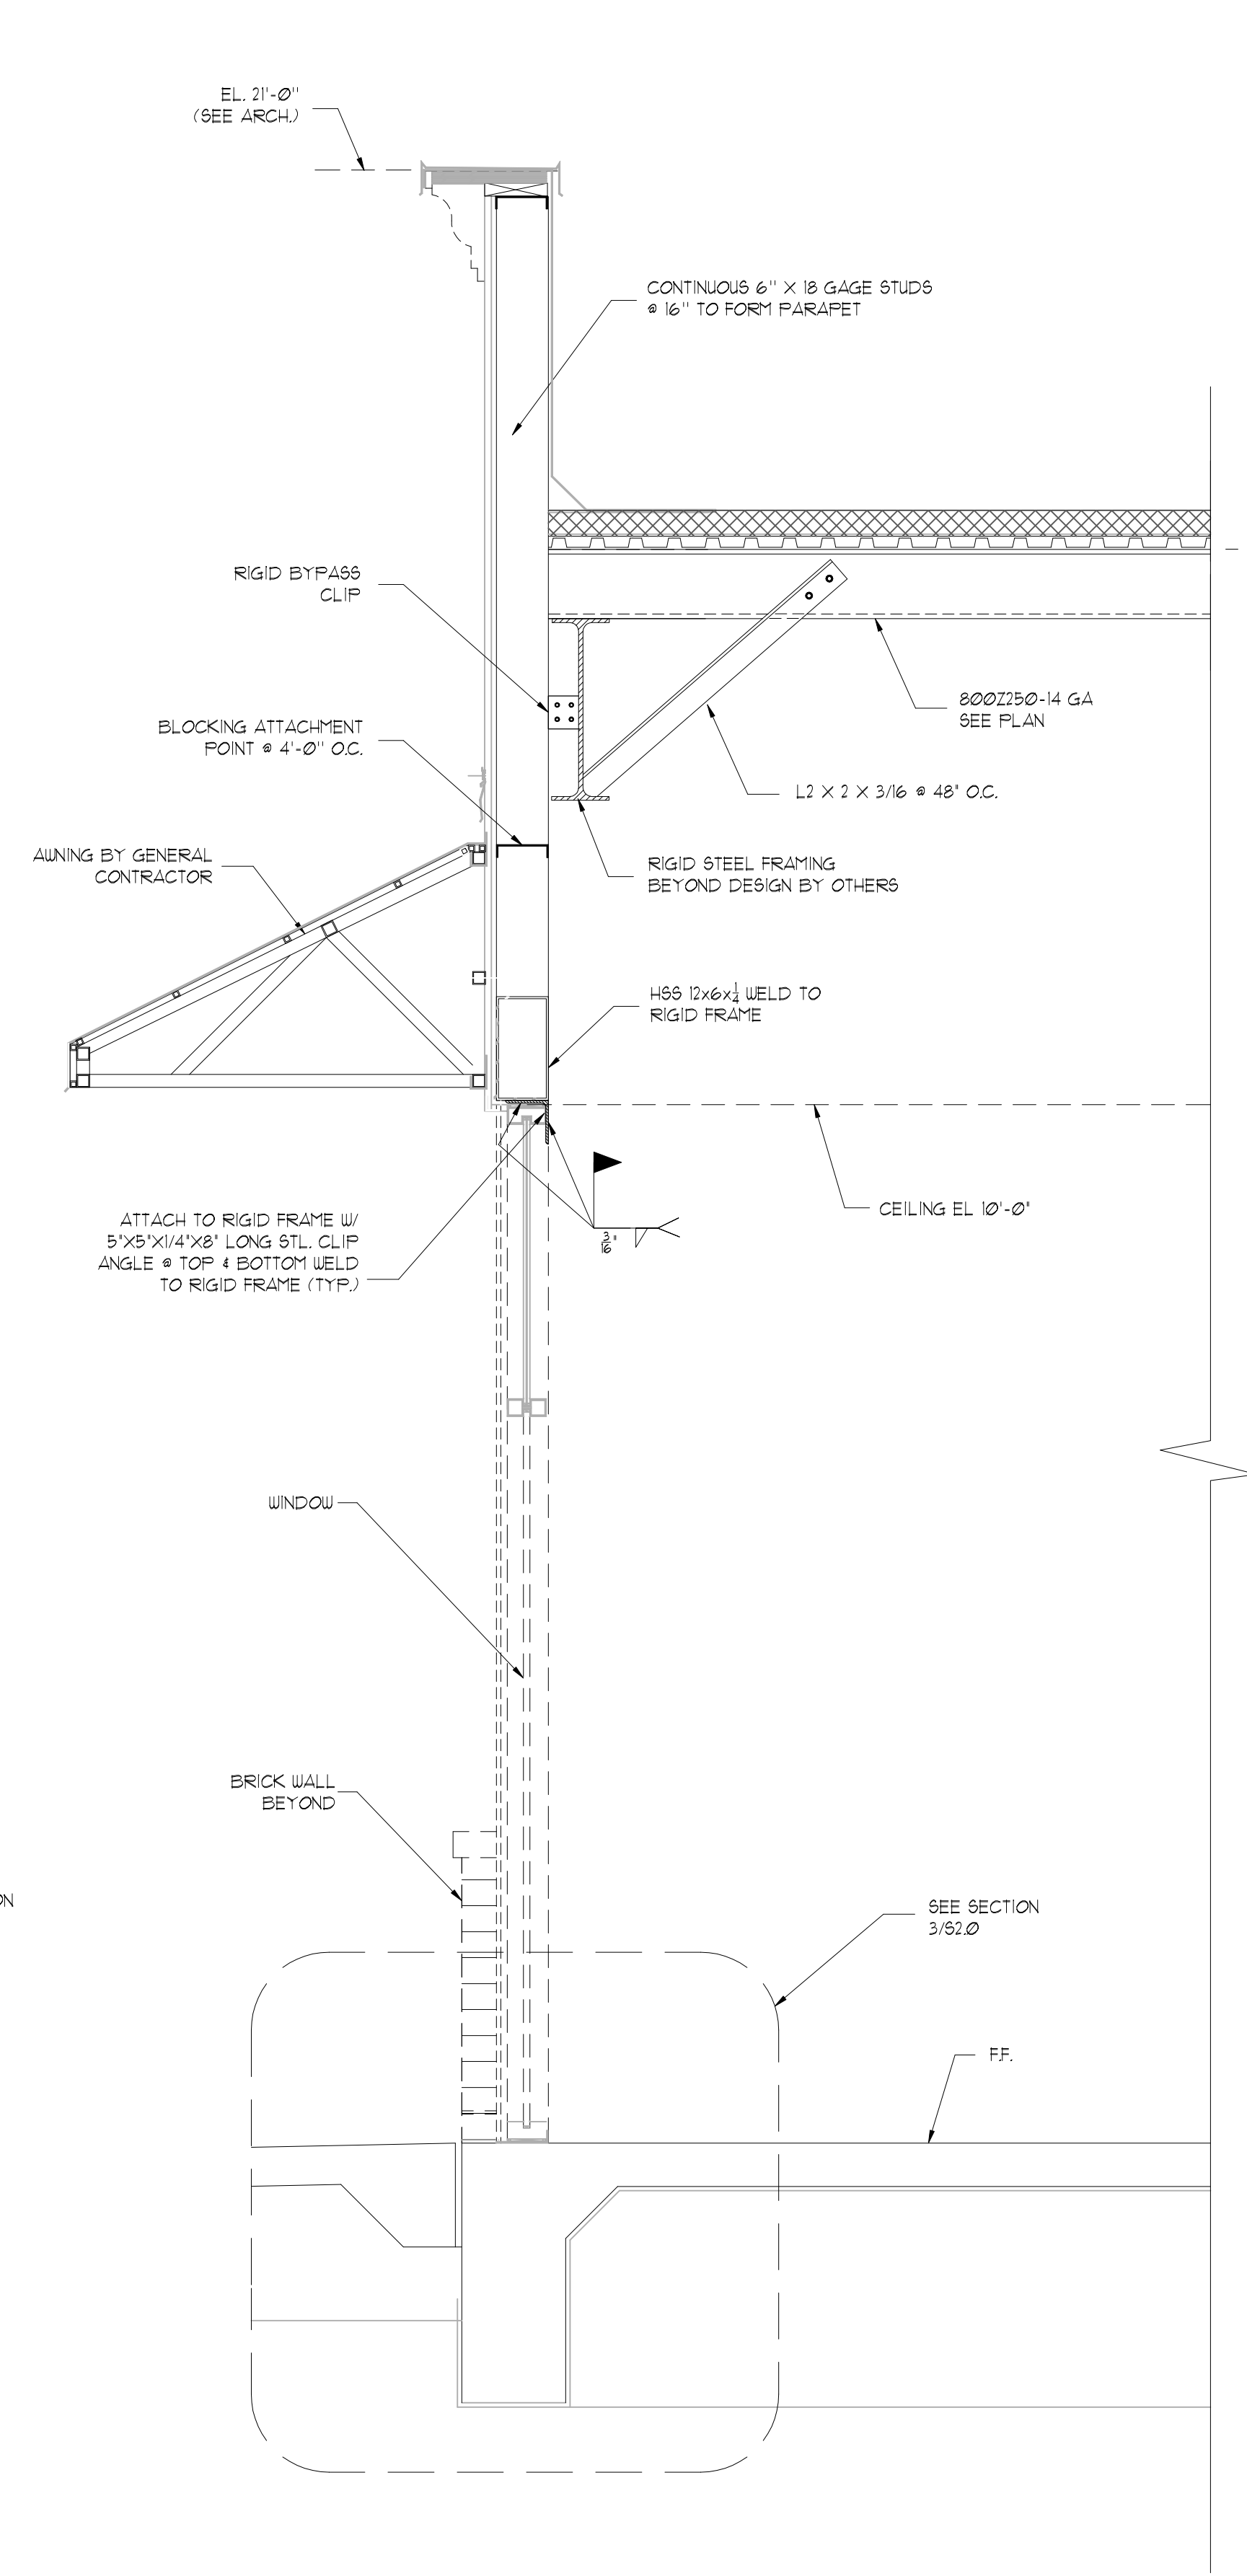 EL. 21'-0"
(SEE ARCH.)
CONTINUOUS 6" X 18 GAGE STUDS
@ 16" TO FORM PARAPET
RIGID BYPASS
CLIP
800Z250-14 GA
SEE PLAN
BLOCKING ATTACHMENT
POINT @ 4'-0" O.C.
L2 X 2 X 3/16 @ 48" O.C.
AWNING BY GENERAL
CONTRACTOR
RIGID STEEL FRAMING
BEYOND DESIGN BY OTHERS
HSS 12x6x1/4 WELD TO
RIGID FRAME
CEILING EL 10'-0"
ATTACH TO RIGID FRAME W/
5"X5"X1/4"X8" LONG STL. CLIP
ANGLE @ TOP & BOTTOM WELD
TO RIGID FRAME (TYP.)
3/16"
WINDOW
BRICK WALL
BEYOND
ON
SEE SECTION
3/S2.0
F.F.